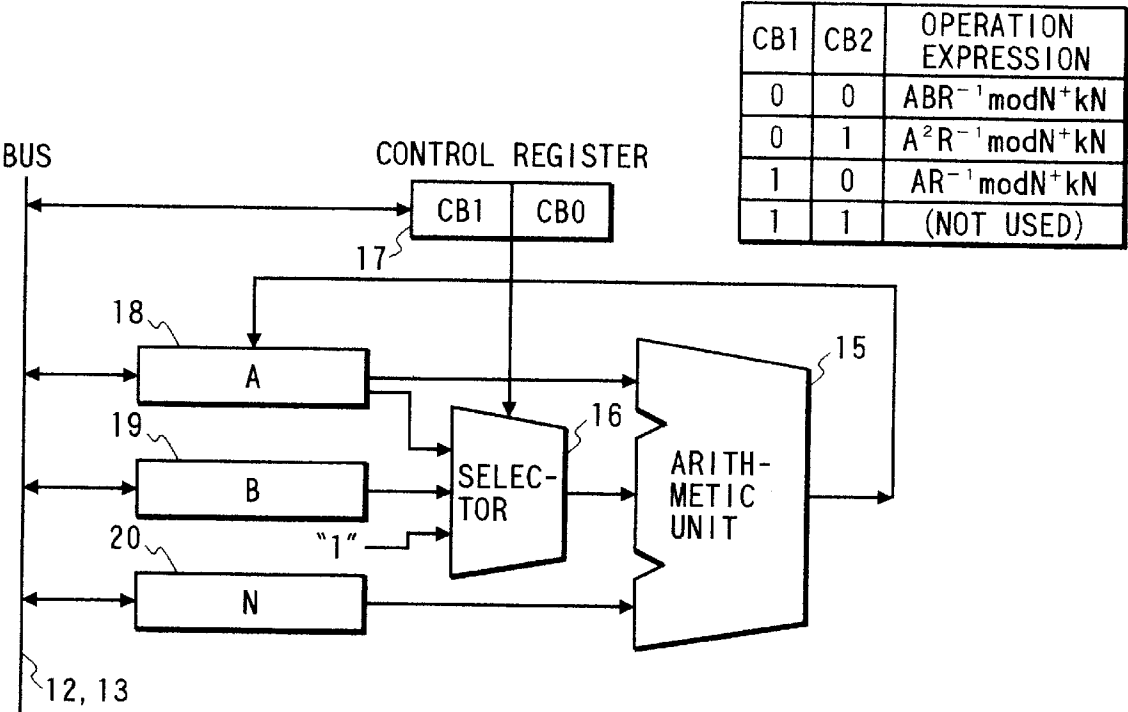 CB1 CB2 OPERATION EXPRESSION
0 0 ABR⁻¹modN⁺kN
0 1 A²R⁻¹modN⁺kN
1 0 AR⁻¹modN⁺kN
1 1 (NOT USED)
BUS
CONTROL REGISTER
CB1 CB0
17
18
A
15
19
16
B
SELEC-
TOR
ARITH-
METIC
UNIT
"1"
20
N
12, 13